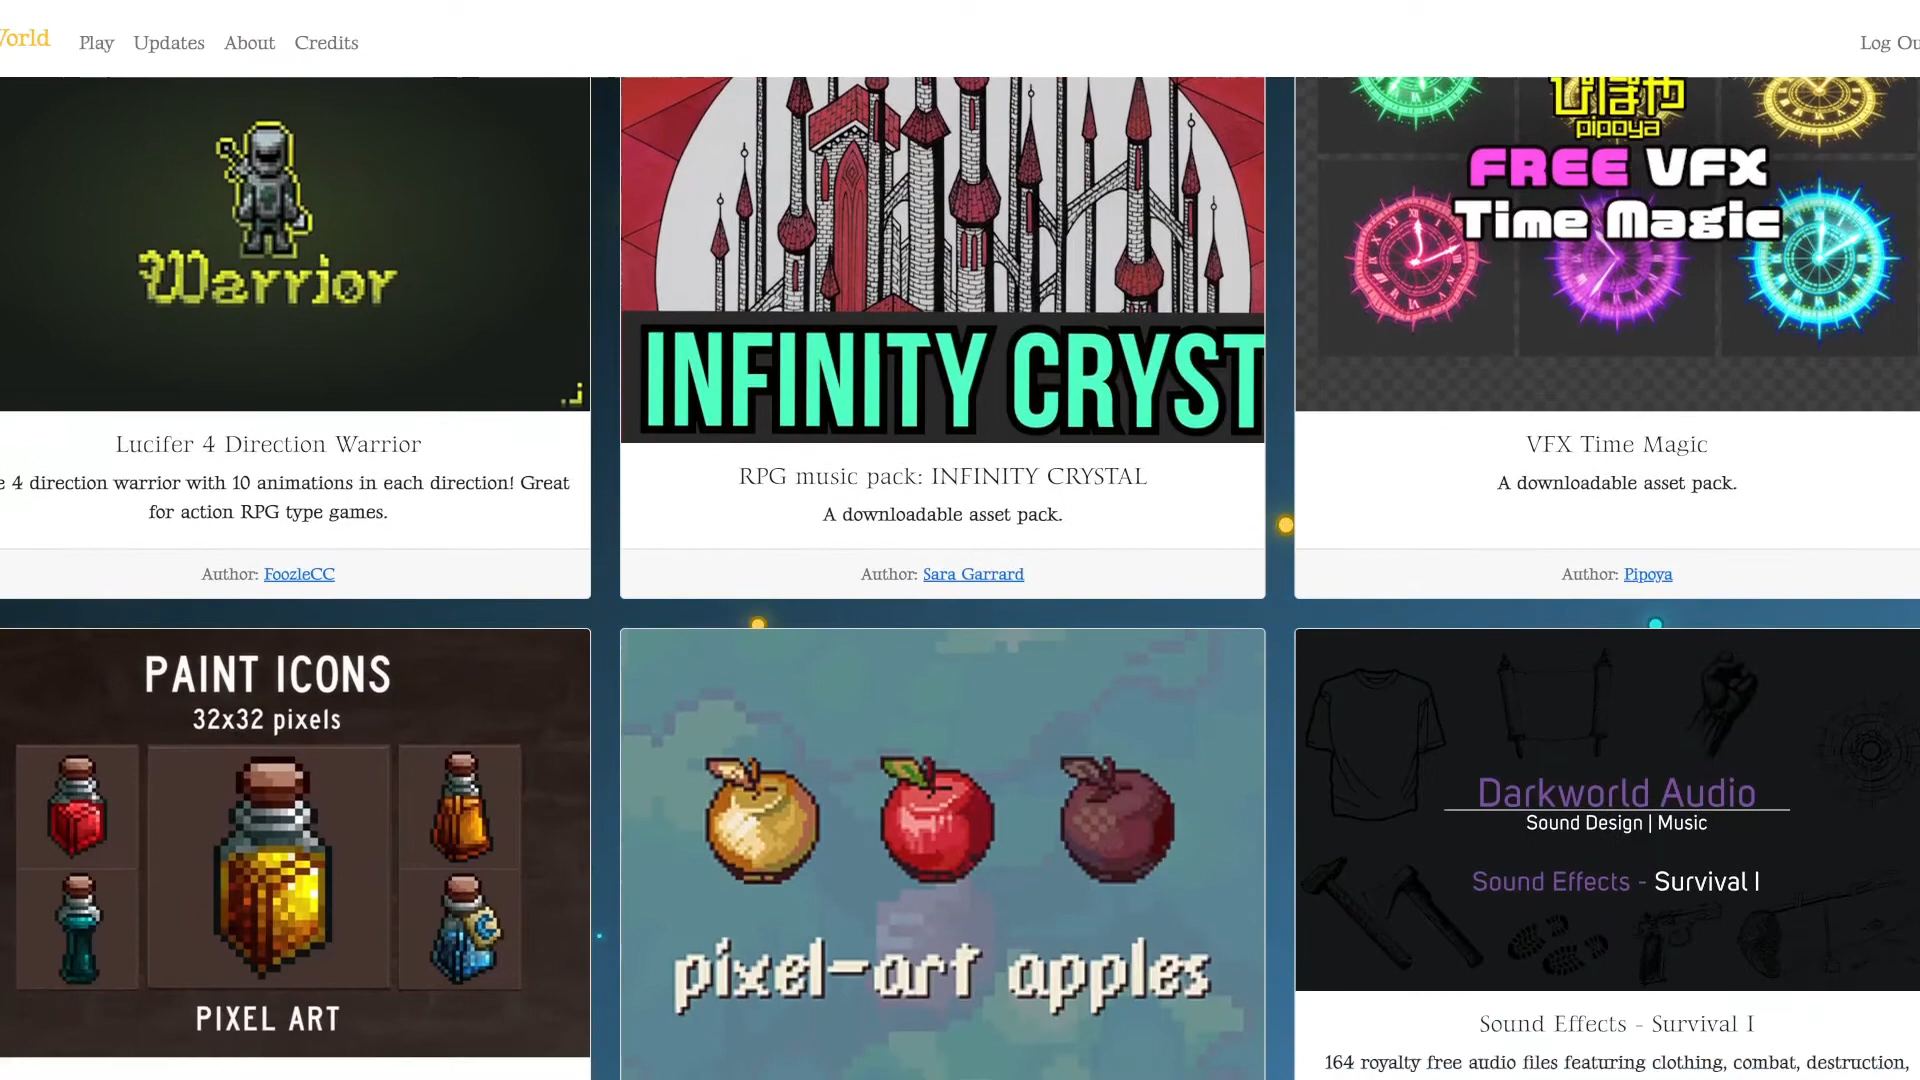 World
Play Updates About Credits
Log Ou
Warrior
Lucifer 4 Direction Warrior
e 4 direction warrior with 10 animations in each direction! Great
for action RPG type games.
Author: FoozleCC
INFINITY CRYST
RPG music pack: INFINITY CRYSTAL
A downloadable asset pack.
Author: Sara Garrard
ぴぽや
pipoya
FREE VFX
Time Magic
VFX Time Magic
A downloadable asset pack.
Author: Pipoya
PAINT ICONS
32x32 pixels
PIXEL ART
pixel-art apples
Darkworld Audio
Sound Design | Music
Sound Effects - Survival I
Sound Effects - Survival I
164 royalty free audio files featuring clothing, combat, destruction,